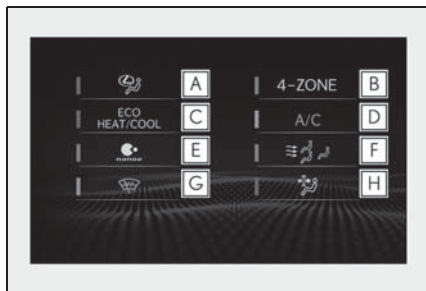 A
4-ZONE B
ECO
HEAT/COOL C
A/C D
nanoe E
F
G
H